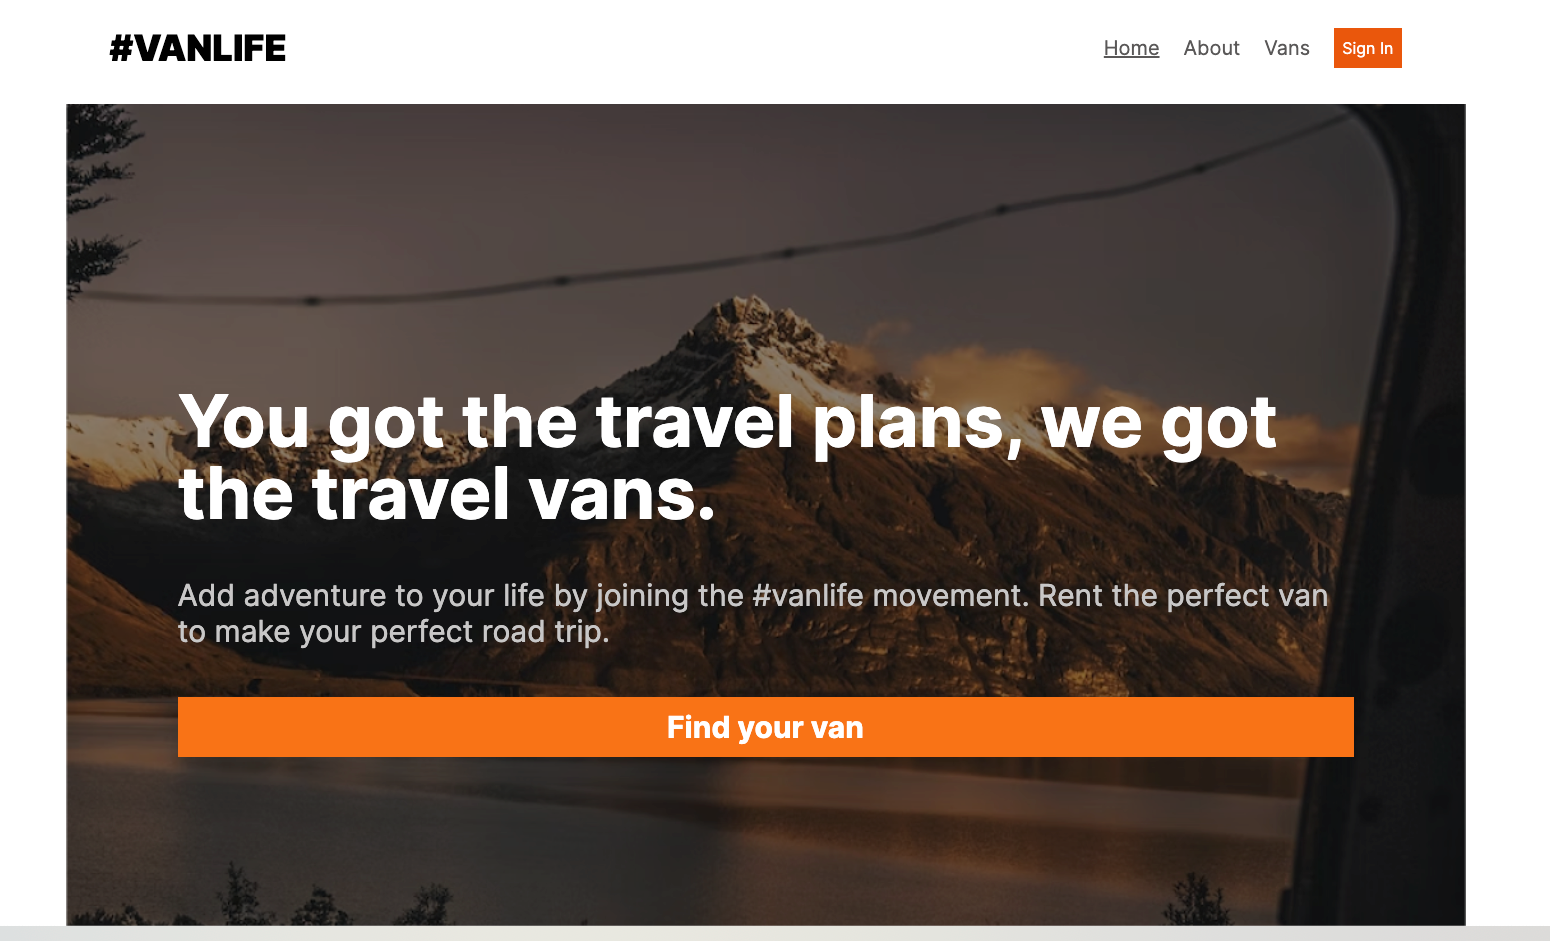 #VANLIFE
Home About Vans Sign In
You got the travel plans, we got
the travel vans.
Add adventure to your life by joining the #vanlife movement. Rent the perfect van
to make your perfect road trip.
Find your van